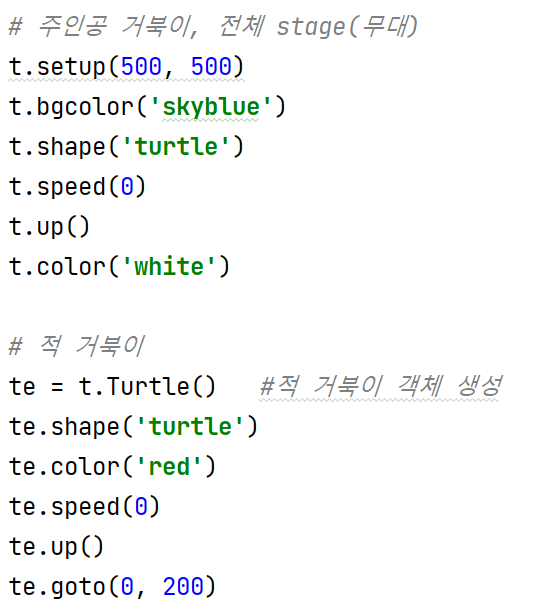 # 주인공 거북이, 전체 stage(무대)
t.setup(500, 500)
t.bgcolor('skyblue')
t.shape('turtle')
t.speed(0)
t.up()
t.color('white')
# 적 거북이
te = t.Turtle()   #적 거북이 객체 생성
te.shape('turtle')
te.color('red')
te.speed(0)
te.up()
te.goto(0, 200)